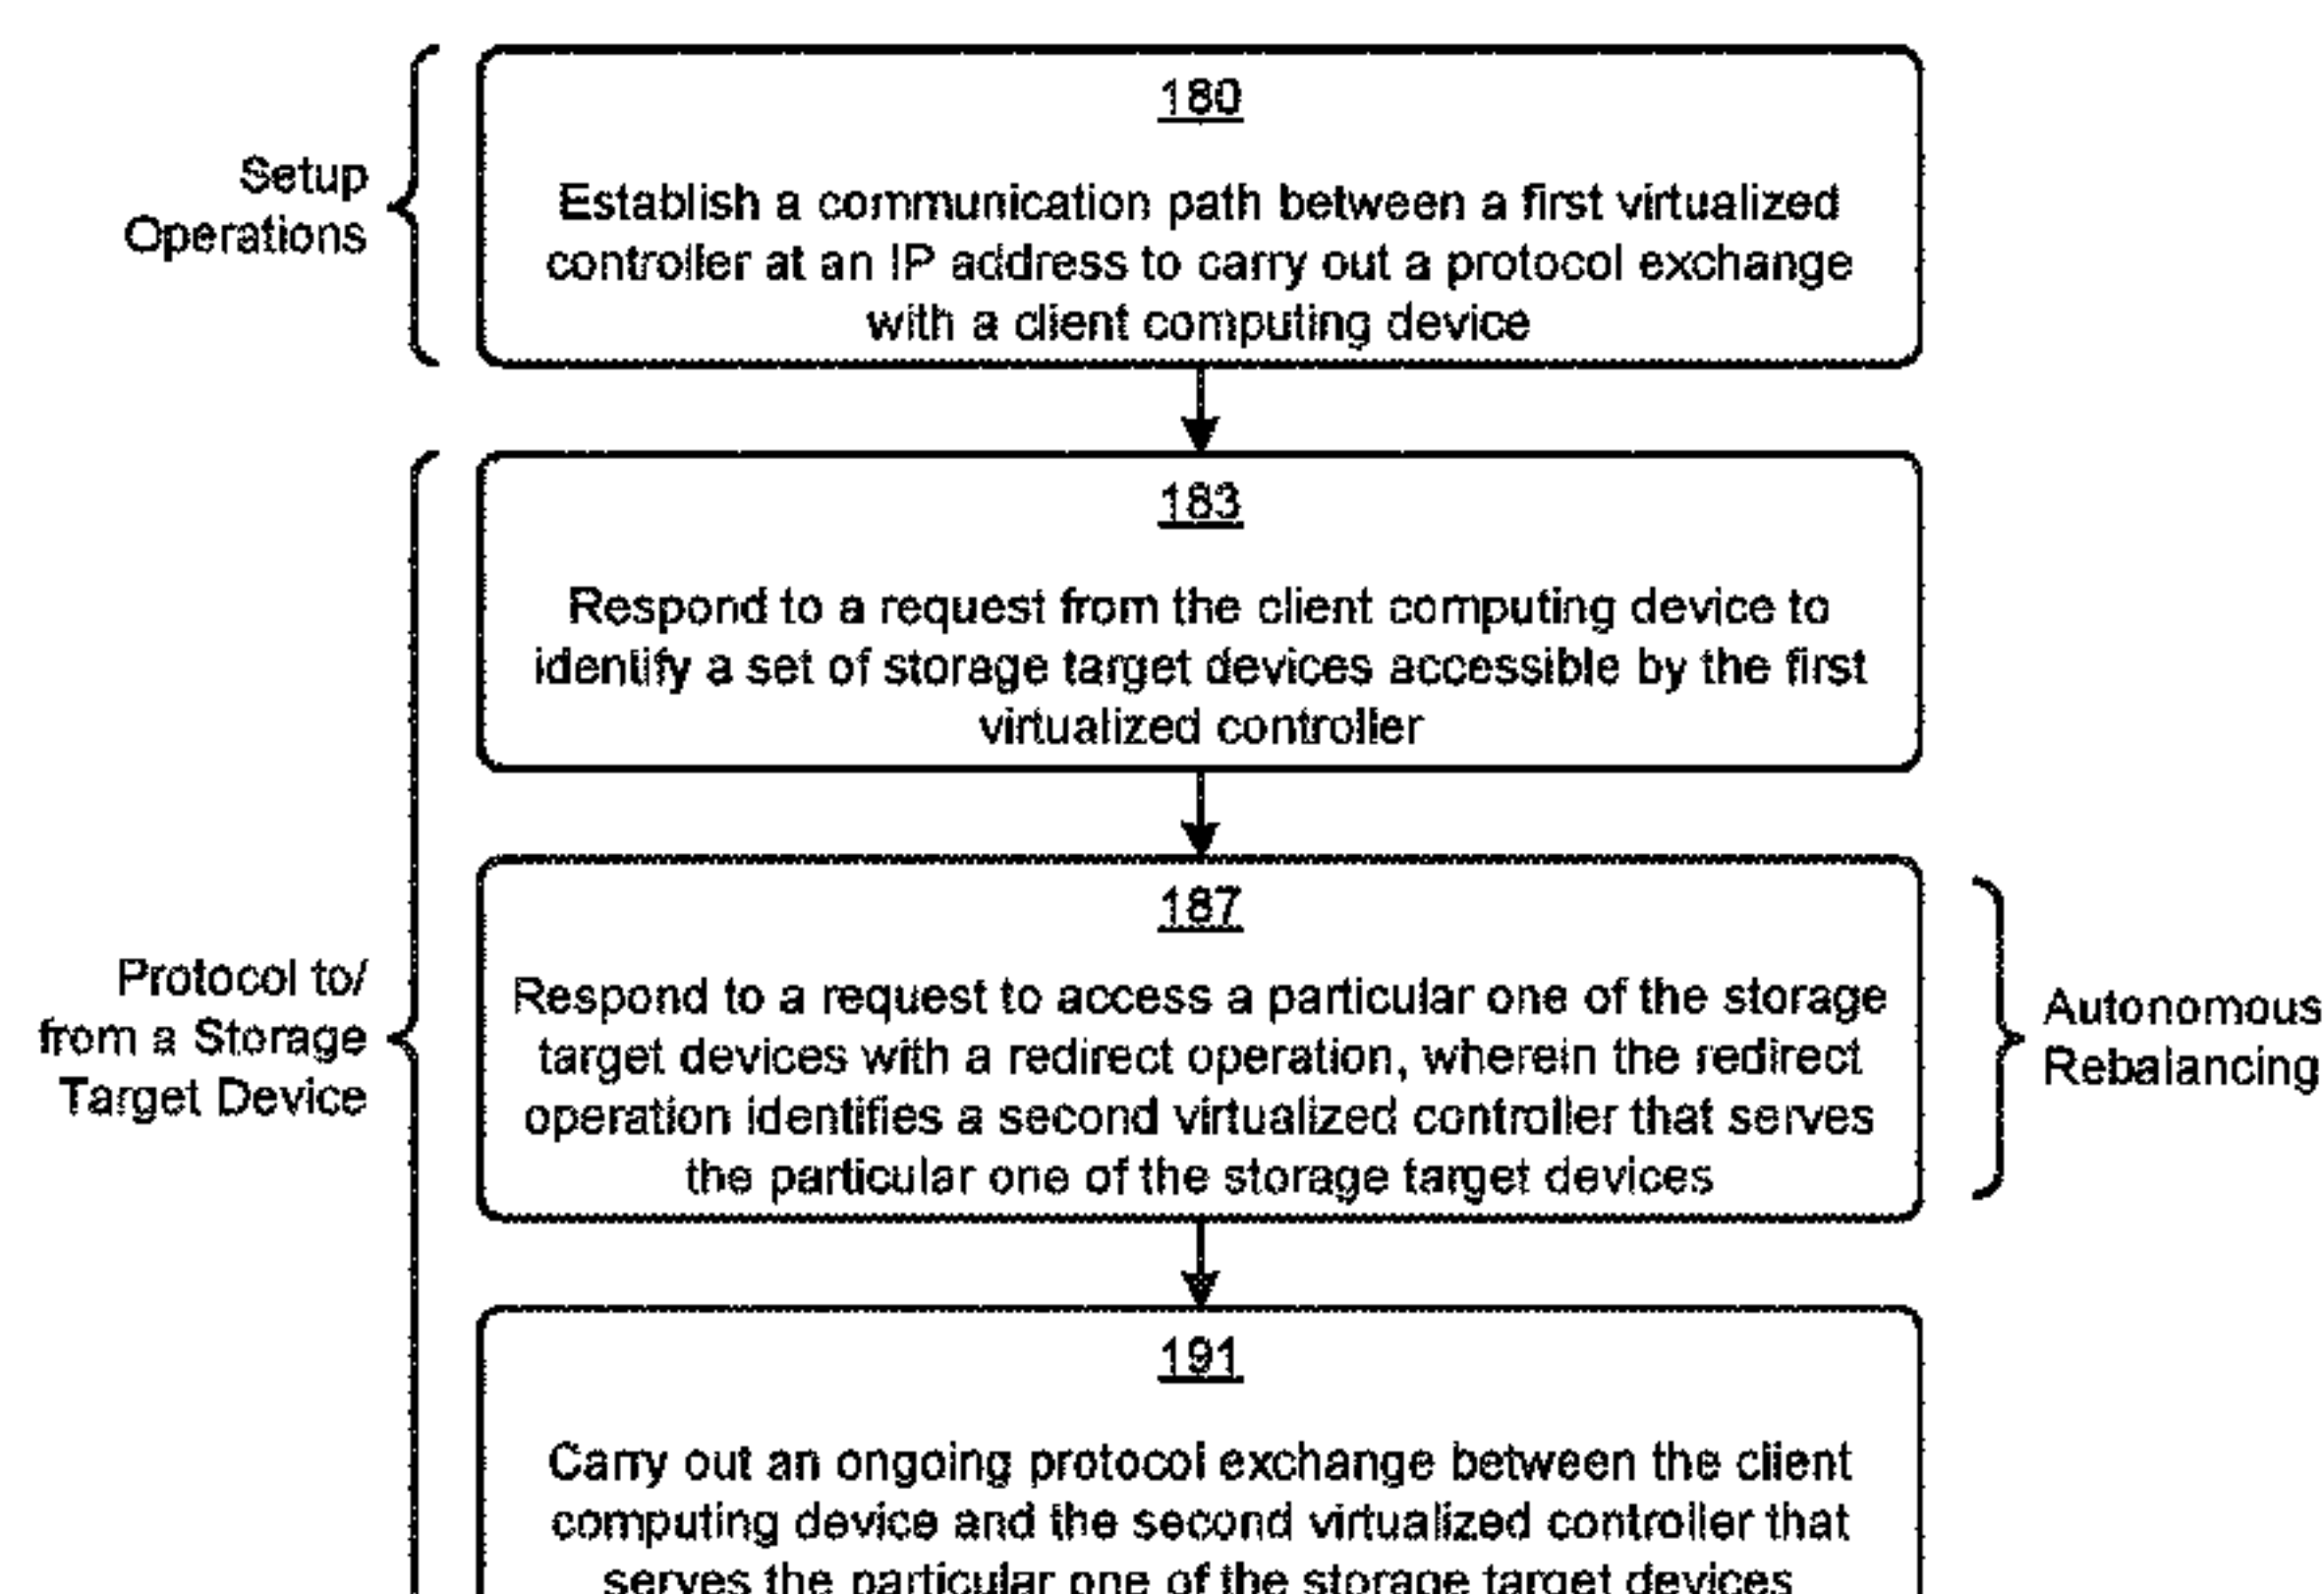 Setup
Operations
180
Establish a communication path between a first virtualized
controller at an IP address to carry out a protocol exchange
with a client computing device
183
Respond to a request from the client computing device to
identify a set of storage target devices accessible by the first
virtualized controller
Protocol to/
from a Storage
Target Device
187
Respond to a request to access a particular one of the storage
target devices with a redirect operation, wherein the redirect
operation identifies a second virtualized controller that serves
the particular one of the storage target devices
Autonomous
Rebalancing
191
Carry out an ongoing protocol exchange between the client
computing device and the second virtualized controller that
serves the particular one of the storage target devices